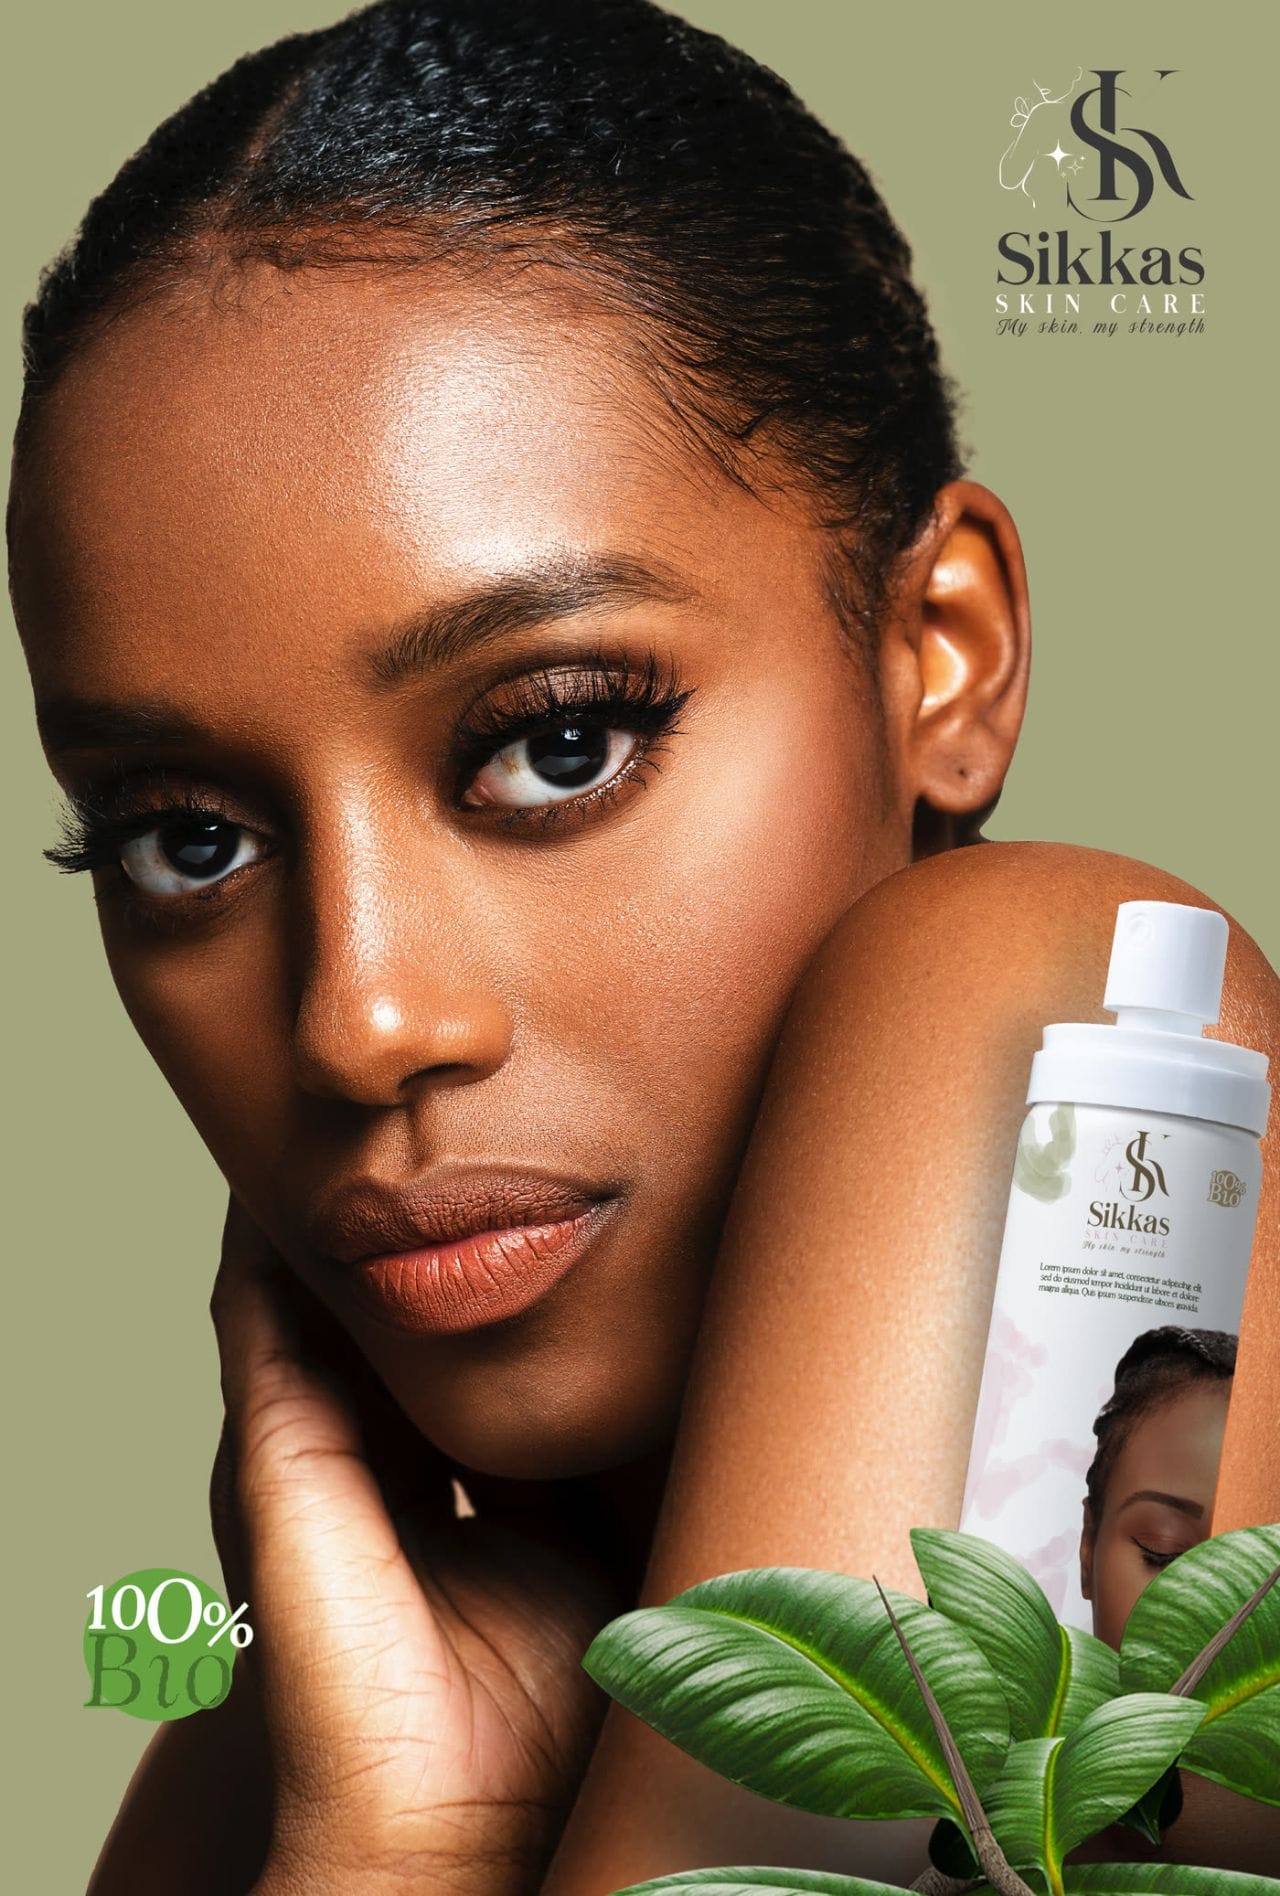 SK
Sikkas
SKIN CARE
My skin, my strength
SK
100%
Bio
Sikkas
SKIN CARE
My skin, my strength
Lorem ipsum dolor sit amet, consectetur adipiscing elit,
sed do eiusmod tempor incididunt ut labore et dolore
magna aliqua. Quis ipsum suspendisse ultrices gravida.
100%
Bio